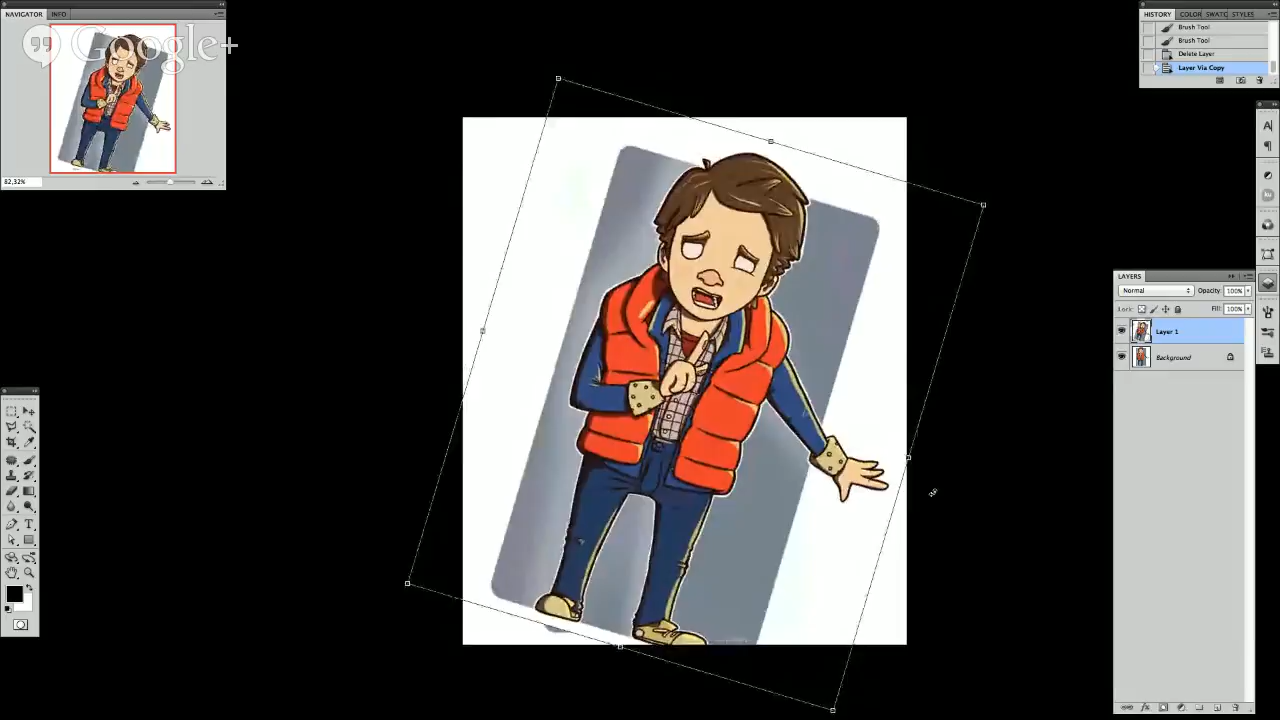 NAVIGATOR INFO
Google+
82,32%
HISTORY COLOR SWATC STYLES
Brush Tool
Brush Tool
Delete Layer
Layer Via Copy
LAYERS
Normal Opacity: 100%
Lock: Fill: 100%
Layer 1
Background